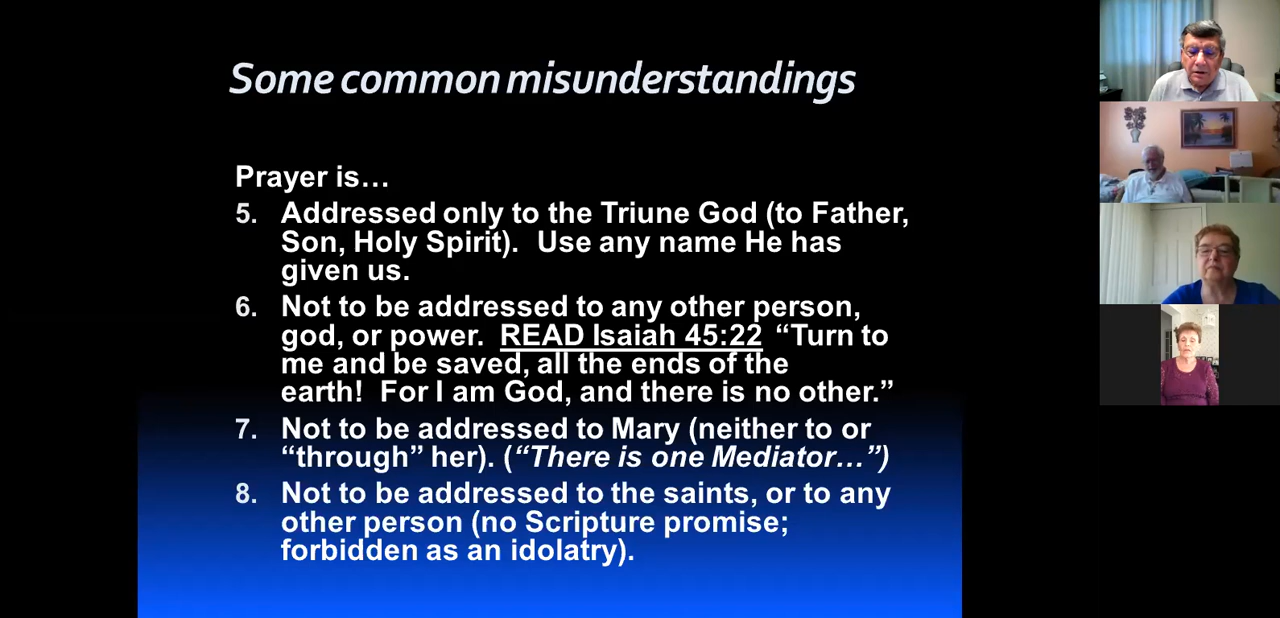 Some common misunderstandings
Prayer is…
5. Addressed only to the Triune God (to Father,
Son, Holy Spirit). Use any name He has
given us.
6. Not to be addressed to any other person,
god, or power. READ Isaiah 45:22 “Turn to
me and be saved, all the ends of the
earth! For I am God, and there is no other.”
7. Not to be addressed to Mary (neither to or
“through” her). (“There is one Mediator…”)
8. Not to be addressed to the saints, or to any
other person (no Scripture promise;
forbidden as an idolatry).